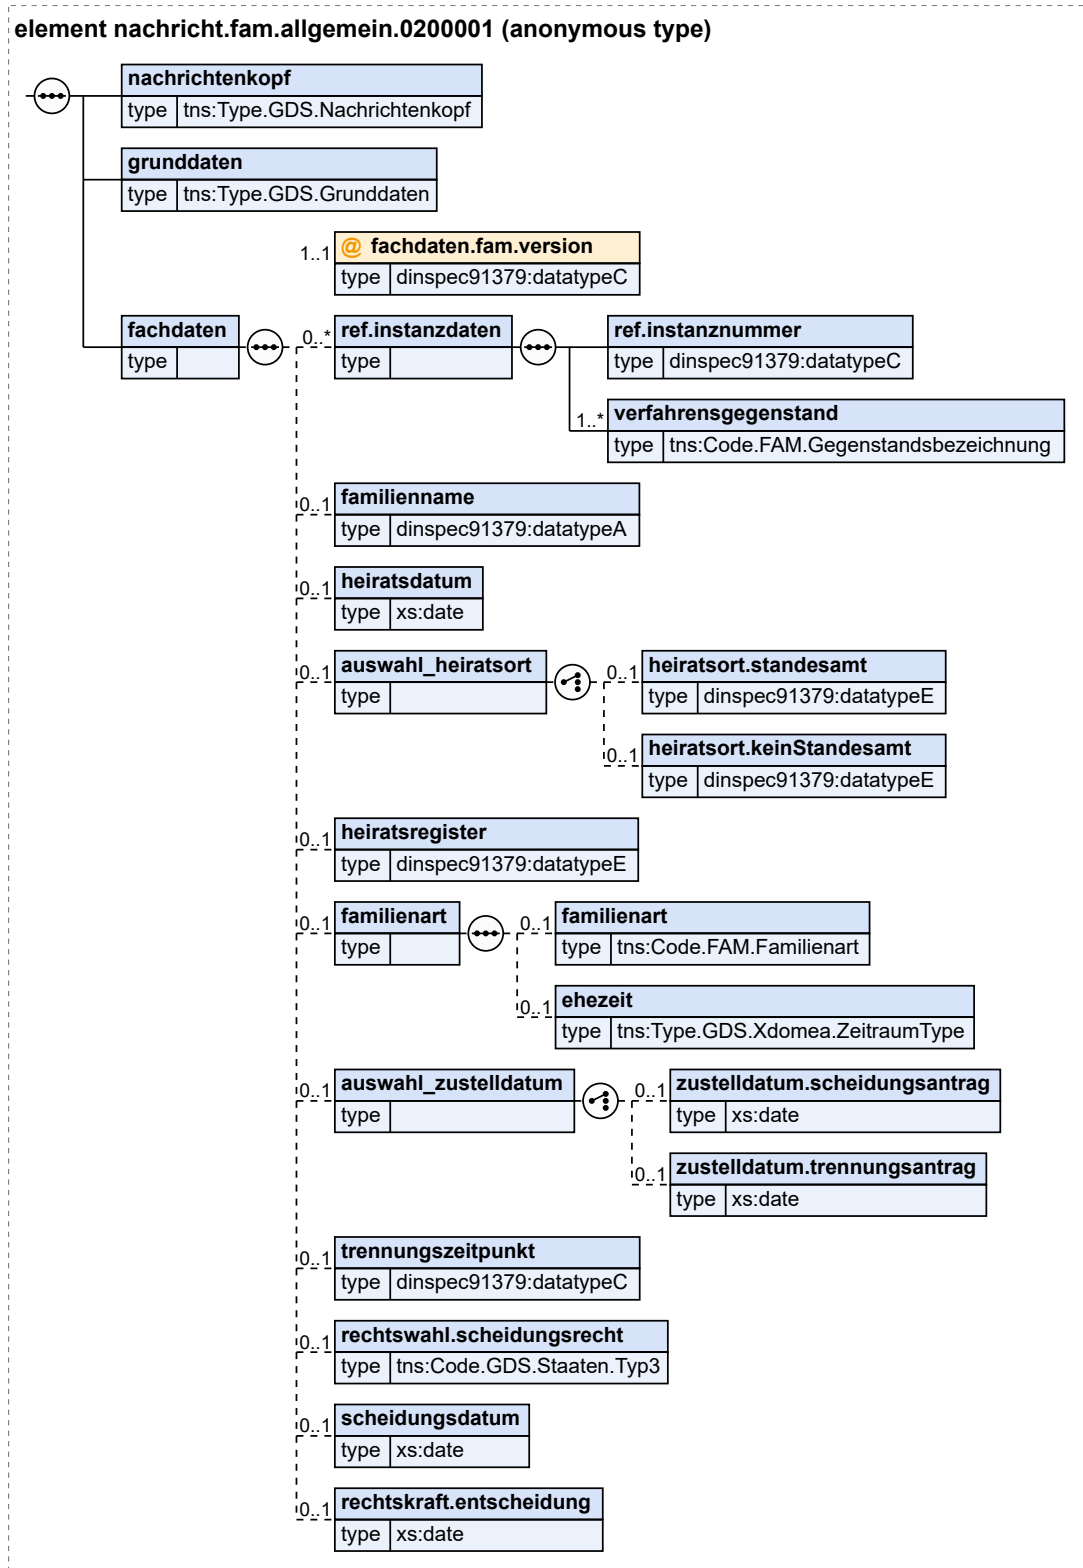 element nachricht.fam.allgemein.0200001 (anonymous type)
nachrichtenkopf
type tns:Type.GDS.Nachrichtenkopf
grunddaten
type tns:Type.GDS.Grunddaten
1..1 @ fachdaten.fam.version
type dinspec91379:datatypeC
fachdaten
type
0..* ref.instanzdaten
type
ref.instanznummer
type dinspec91379:datatypeC
1..* verfahrensgegenstand
type tns:Code.FAM.Gegenstandsbezeichnung
0..1 familienname
type dinspec91379:datatypeA
0..1 heiratsdatum
type xs:date
0..1 auswahl_heiratsort
type
0..1 heiratsort.standesamt
type dinspec91379:datatypeE
0..1 heiratsort.keinStandesamt
type dinspec91379:datatypeE
0..1 heiratsregister
type dinspec91379:datatypeE
0..1 familienart
type
0..1 familienart
type tns:Code.FAM.Familienart
0..1 ehezeit
type tns:Type.GDS.Xdomea.ZeitraumType
0..1 auswahl_zustelldatum
type
0..1 zustelldatum.scheidungsantrag
type xs:date
0..1 zustelldatum.trennungsantrag
type xs:date
0..1 trennungszeitpunkt
type dinspec91379:datatypeC
0..1 rechtswahl.scheidungsrecht
type tns:Code.GDS.Staaten.Typ3
0..1 scheidungsdatum
type xs:date
0..1 rechtskraft.entscheidung
type xs:date